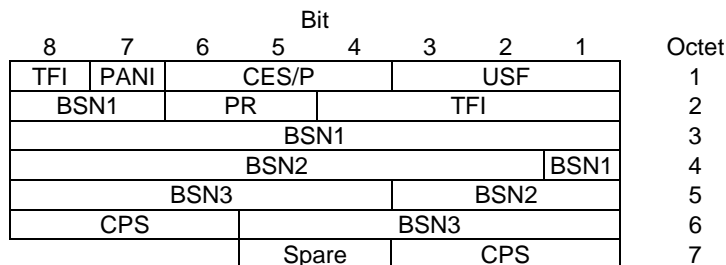 Bit
8 7 6 5 4 3 2 1 Octet
TFI PANI CES/P USF 1
BSN1 PR TFI 2
BSN1 3
BSN2 BSN1 4
BSN3 BSN2 5
CPS BSN3 6
Spare CPS 7